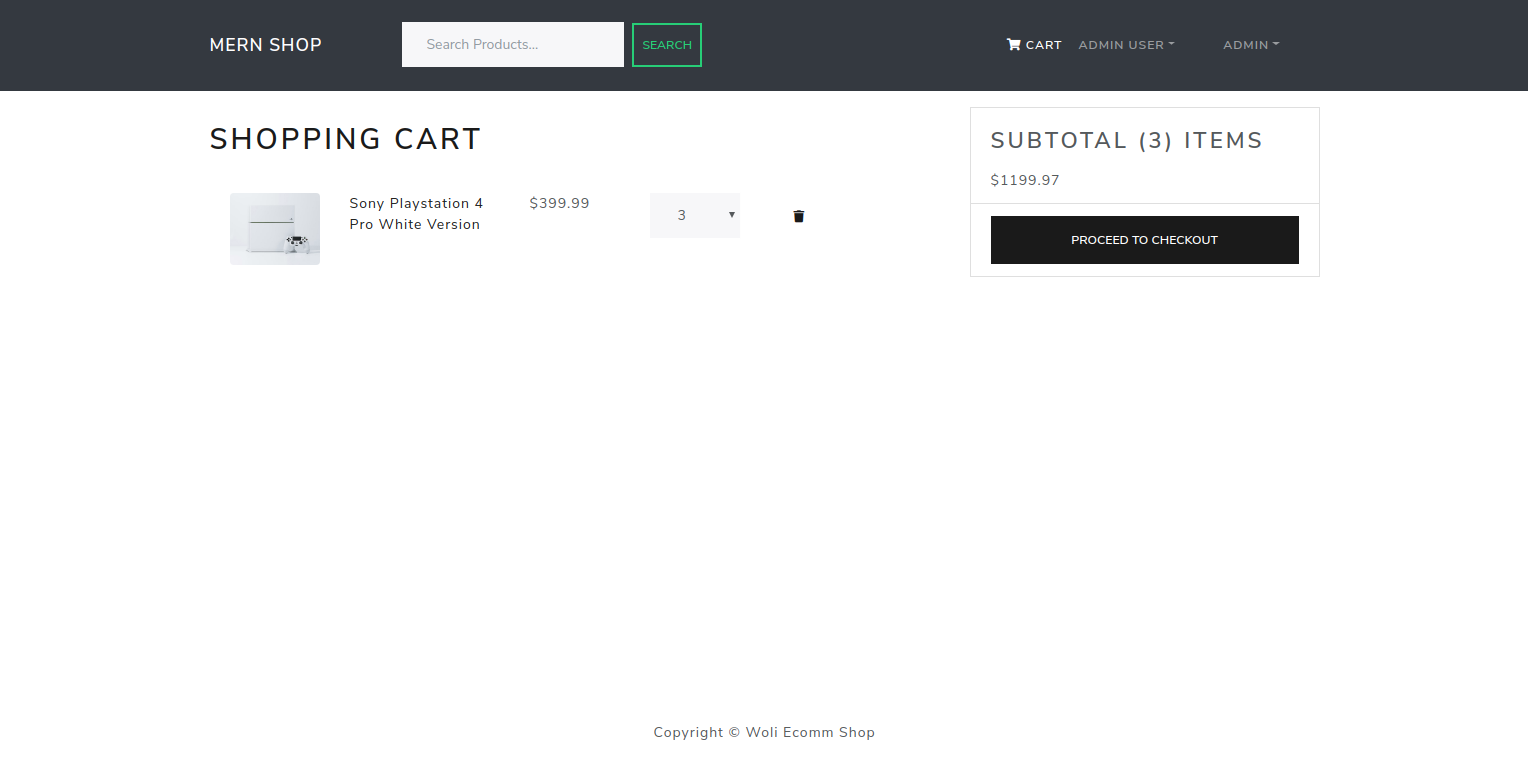 MERN SHOP
Search Products...
SEARCH
CART
ADMIN USER
ADMIN
SHOPPING CART
Sony Playstation 4
Pro White Version
$399.99
3
SUBTOTAL (3) ITEMS
$1199.97
PROCEED TO CHECKOUT
Copyright © Woli Ecomm Shop